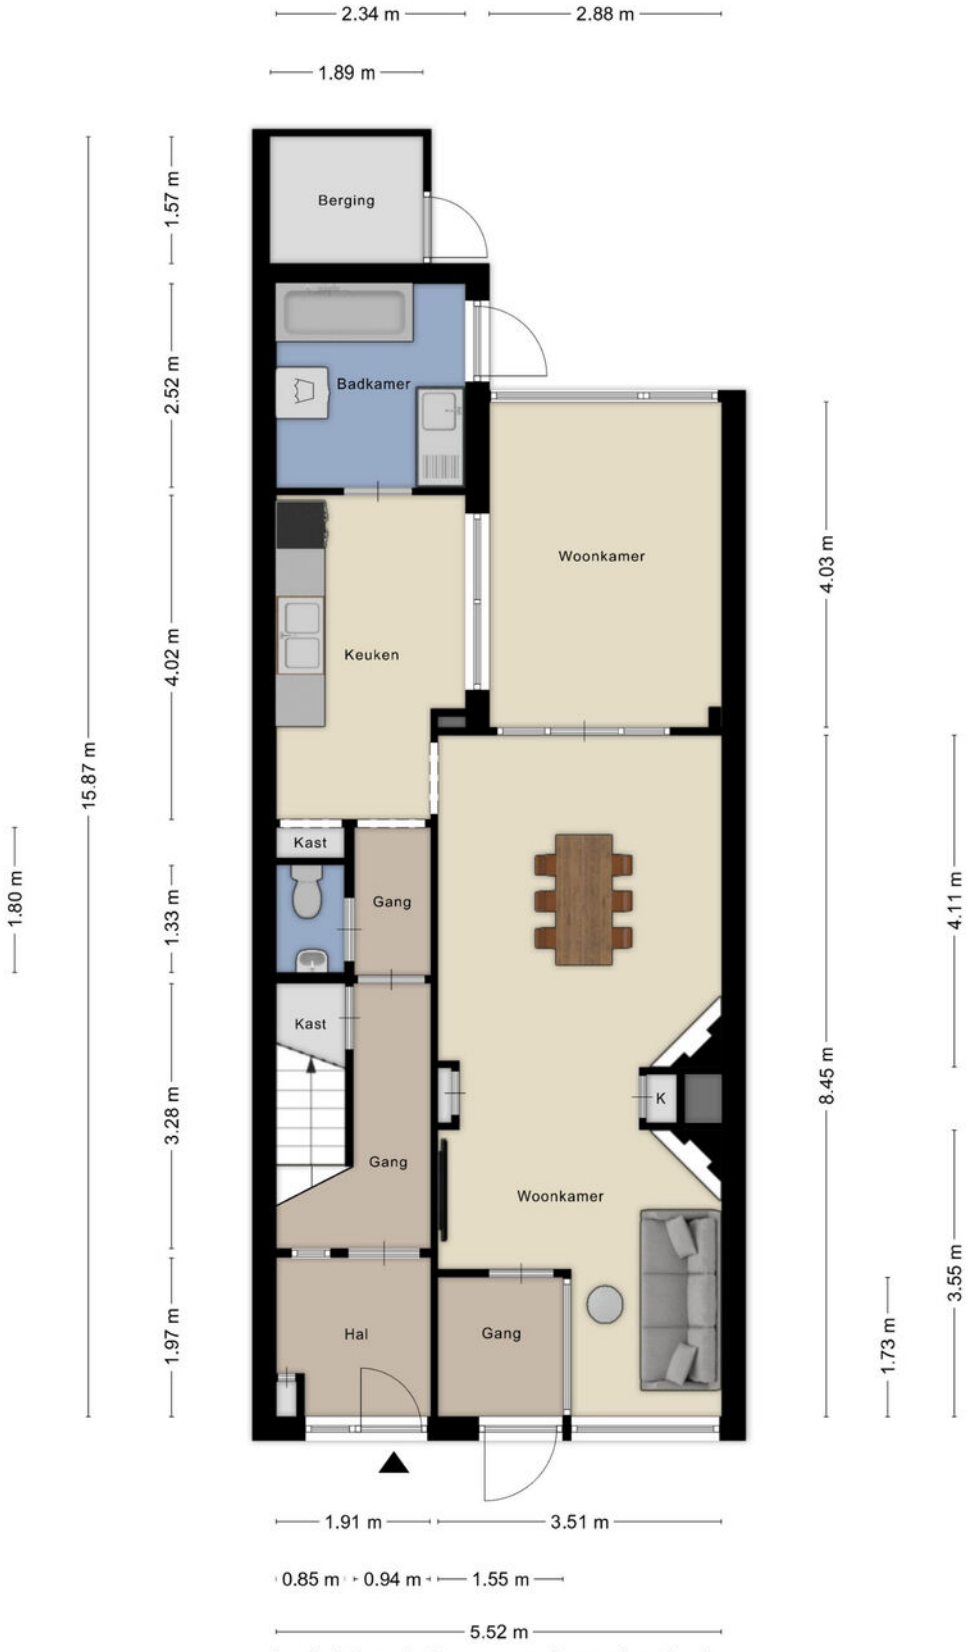 2.34 m
2.88 m
1.89 m
1.57 m
Berging
2.52 m
Badkamer
4.03 m
Woonkamer
4.02 m
Keuken
15.87 m
Kast
1.80 m
1.33 m
Gang
4.11 m
Kast
8.45 m
K
3.28 m
Gang
Woonkamer
3.55 m
1.97 m
Hal
Gang
1.73 m
1.91 m
3.51 m
0.85 m
0.94 m
1.55 m
5.52 m